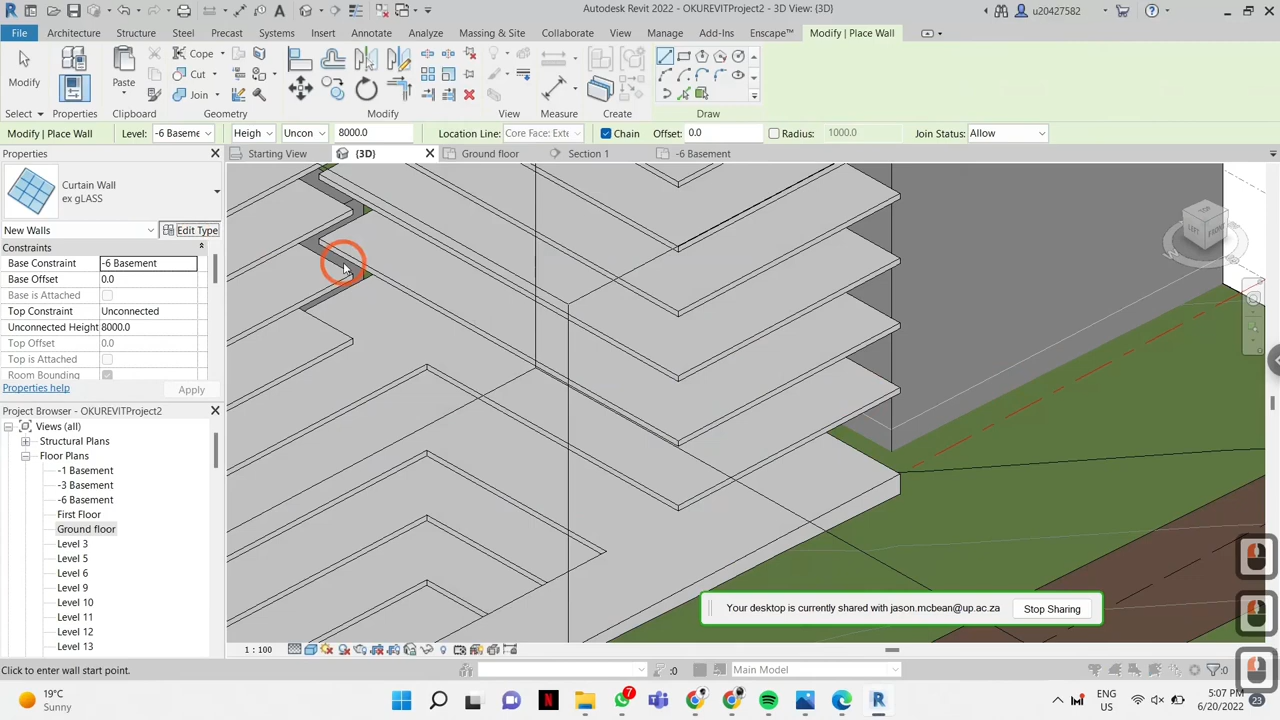 Autodesk Revit 2022 - OKUREVITProject2 - 3D View: {3D}
u20427582
File Architecture Structure Steel Precast Systems Insert Annotate Analyze Massing & Site Collaborate View Manage Add-Ins Enscape™ Modify | Place Wall
Modify Paste Cope Cut Join
Select Properties Clipboard Geometry Modify View Measure Create Draw
Modify | Place Wall Level: -6 Baseme Heigh Uncon 8000.0 Location Line: Core Face: Exte Chain Offset: 0.0 Radius: 1000.0 Join Status: Allow
Properties
Starting View {3D} Ground floor Section 1 -6 Basement
Curtain Wall
ex gLASS
New Walls Edit Type
Constraints
Base Constraint -6 Basement
Base Offset 0.0
Base is Attached
Top Constraint Unconnected
Unconnected Height 8000.0
Top Offset 0.0
Top is Attached
Room Bounding
Properties help Apply
Project Browser - OKUREVITProject2
Views (all)
Structural Plans
Floor Plans
-1 Basement
-3 Basement
-6 Basement
First Floor
Ground floor
Level 3
Level 5
Level 6
Level 9
Level 10
Level 11
Level 12
Level 13
TOP
LEFT
Your desktop is currently shared with jason.mcbean@up.ac.za Stop Sharing
1 : 100
Click to enter wall start point. :0 Main Model :0
19°C
Sunny
7
ENG
US
5:07 PM
6/20/2022
23